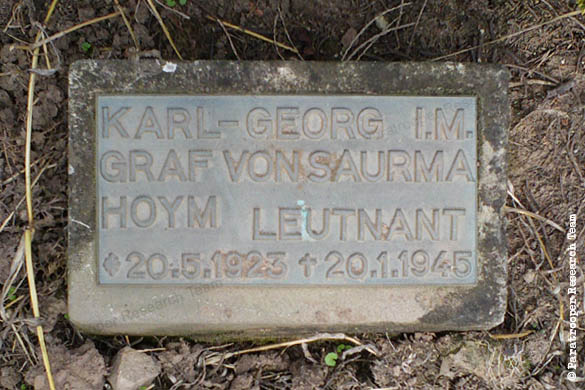 KARL-GEORG I.M.
GRAF VON SAURMA
HOYM LEUTNANT
✣20.5.1923 ✝20.1.1945
© Paratrooper Research Team